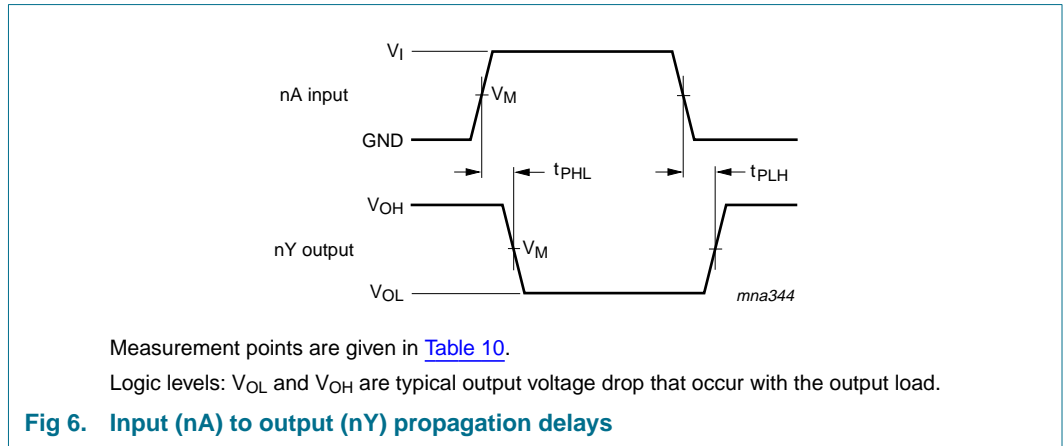 VI
nA input
VM
GND
tPHL
tPLH
VOH
nY output
VM
VOL
mna344
Measurement points are given in Table 10.
Logic levels: VOL and VOH are typical output voltage drop that occur with the output load.
Fig 6. Input (nA) to output (nY) propagation delays